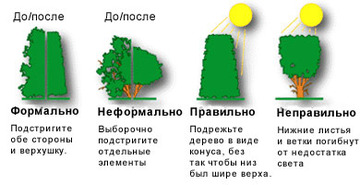 До/после
До/после
Формально
Подстригите
обе стороны
и верхушку.
Неформально
Выборочно
подстригите
отдельные
элементы
Правильно
Подрежьте
дерево в виде
конуса, без
так чтобы низ
был шире верха.
Неправильно
Нижние листья
и ветки погибнут
от недостатка
света